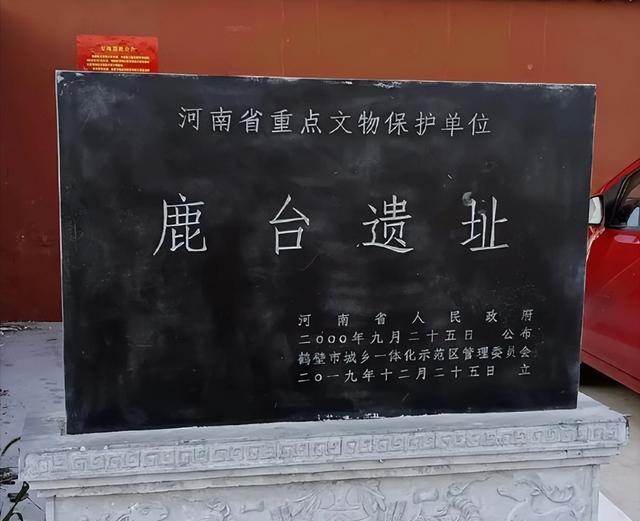 河南省重点文物保护单位
鹿台遗址
河南省人民政府
二〇〇〇年九月二十五日 公布
鹤壁市城乡一体化示范区管理委员会
二〇一九年十二月二十五日 立